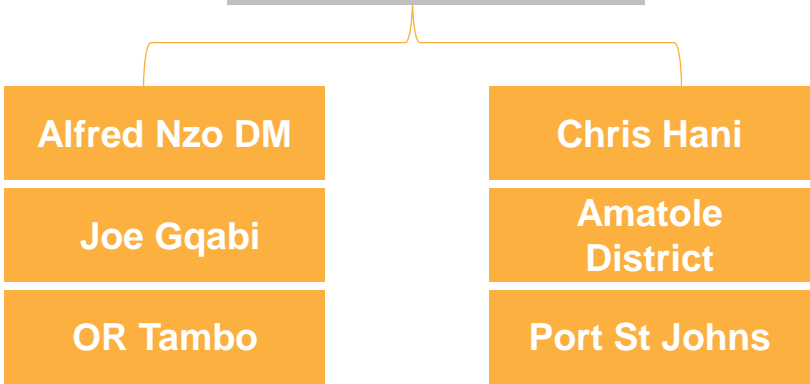 Alfred Nzo DM
Joe Gqabi
OR Tambo
Chris Hani
Amatole
District
Port St Johns